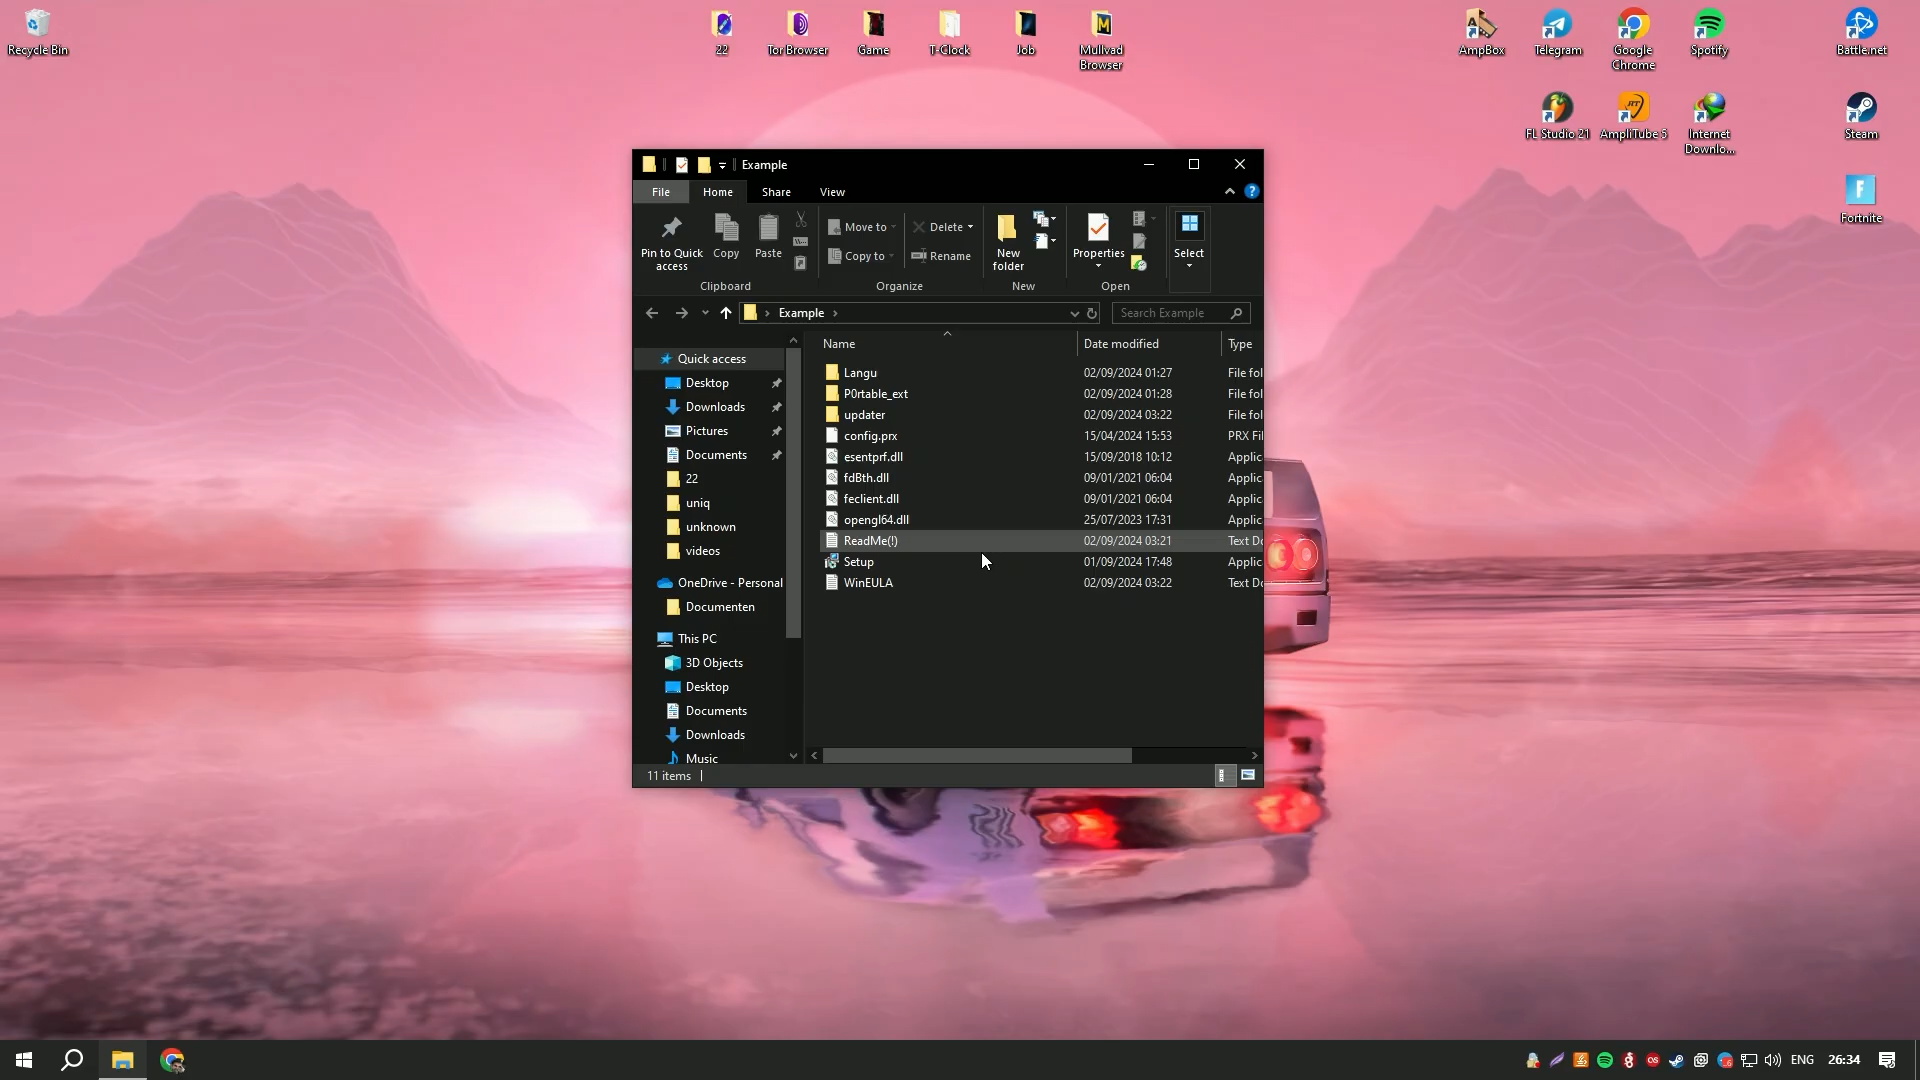 Recycle Bin
22
Tor Browser
Game
T-Clock
Job
Mullvad
Browser
AmpBox
Telegram
Google
Chrome
Spotify
Battle.net
FL Studio 21
AmpliTube 5
Internet
Downlo...
Steam
Fortnite
Example
File
Home
Share
View
Pin to Quick
access
Copy
Paste
Move to
Copy to
Delete
Rename
New
folder
Properties
Select
Clipboard
Organize
New
Open
Example
Search Example
Name
Date modified
Type
Quick access
Desktop
Downloads
Pictures
Documents
22
uniq
unknown
videos
OneDrive - Personal
Documenten
This PC
3D Objects
Desktop
Documents
Downloads
Music
Langu 02/09/2024 01:27 File fol
P0rtable_ext 02/09/2024 01:28 File fol
updater 02/09/2024 03:22 File fol
config.prx 15/04/2024 15:53 PRX Fil
esentprf.dll 15/09/2018 10:12 Applic
fdBth.dll 09/01/2021 06:04 Applic
feclient.dll 09/01/2021 06:04 Applic
opengl64.dll 25/07/2023 17:31 Applic
ReadMe(!) 02/09/2024 03:21 Text Do
Setup 01/09/2024 17:48 Applic
WinEULA 02/09/2024 03:22 Text Do
11 items
ENG
26:34